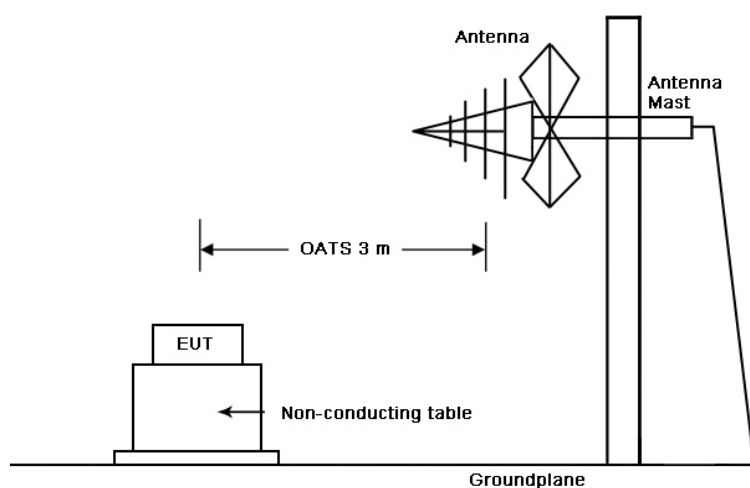 Antenna
Antenna
Mast
OATS 3 m
EUT
Non-conducting table
Groundplane